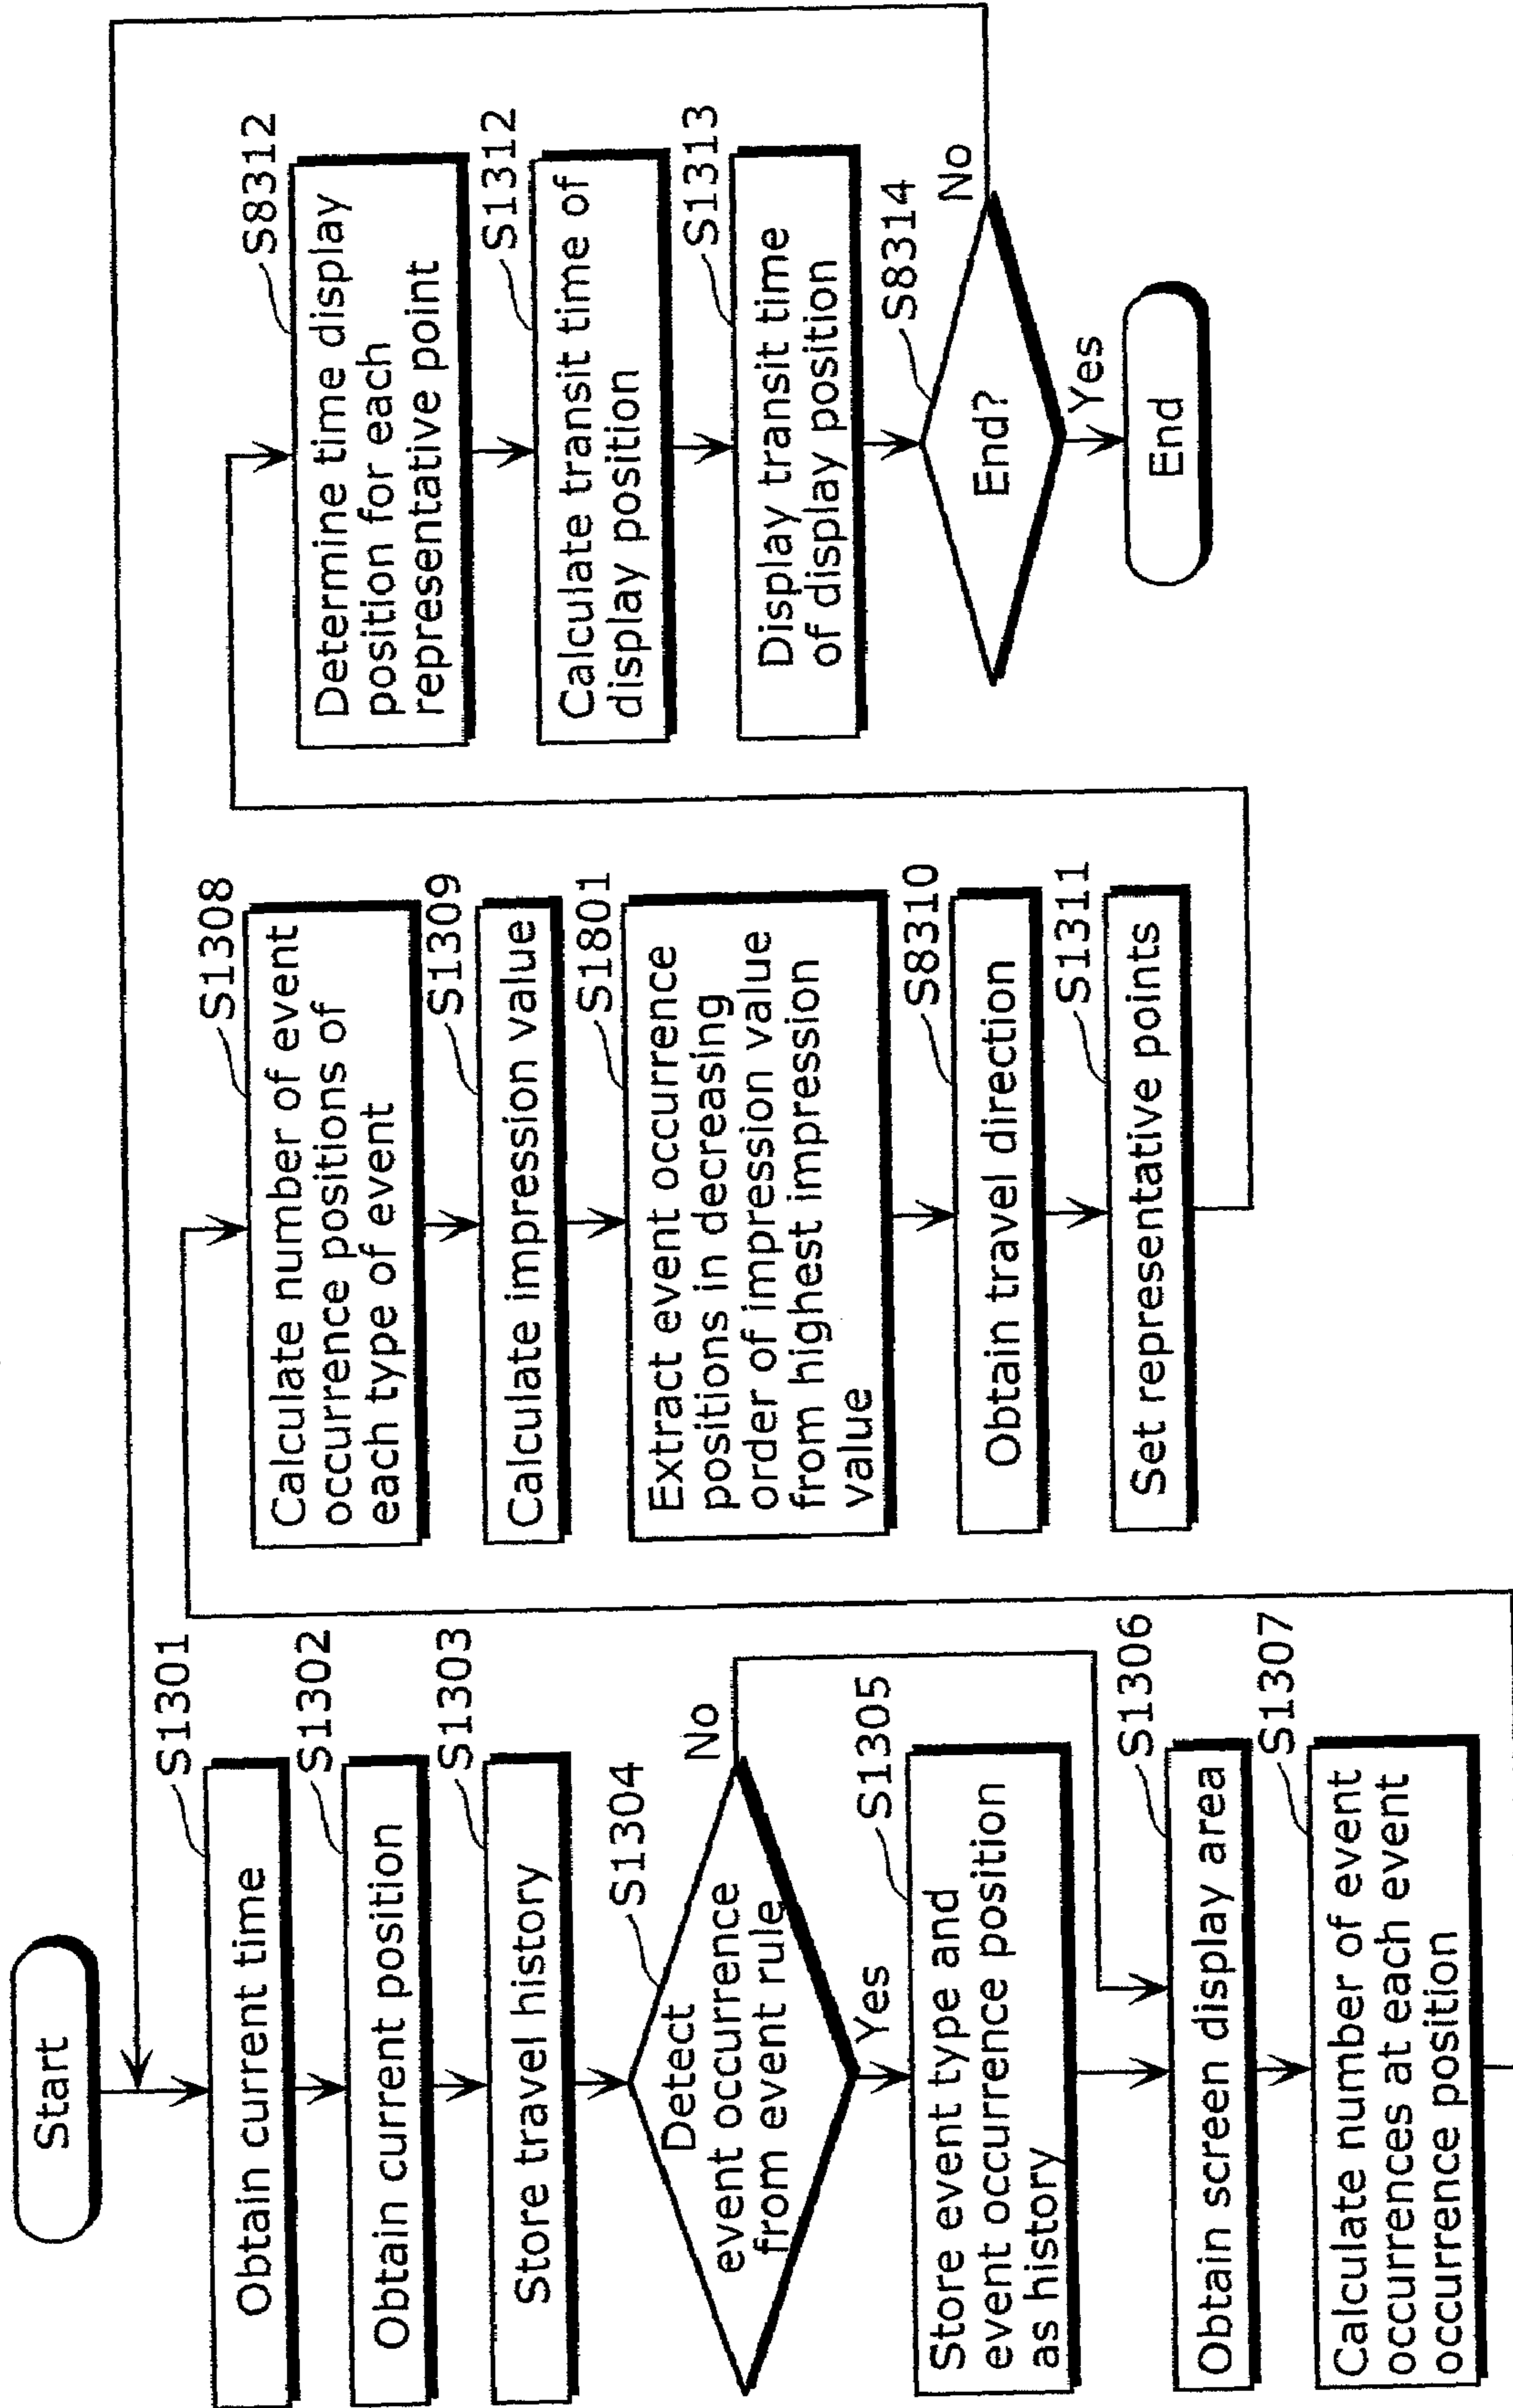 Start
S1301
Obtain current time
S1302
Obtain current position
S1303
Store travel history
S1304
Detect
event occurrence
from event rule
No
Yes
S1305
Store event type and
event occurrence position
as history
S1306
Obtain screen display area
S1307
Calculate number of event
occurrences at each event
occurrence position
S1308
Calculate number of event
occurrence positions of
each type of event
S1309
Calculate impression value
S1801
Extract event occurrence
positions in decreasing
order of impression value
from highest impression
value
S8310
Obtain travel direction
S1311
Set representative points
S8312
Determine time display
position for each
representative point
S1312
Calculate transit time of
display position
S1313
Display transit time
of display position
S8314
End?
No
Yes
End